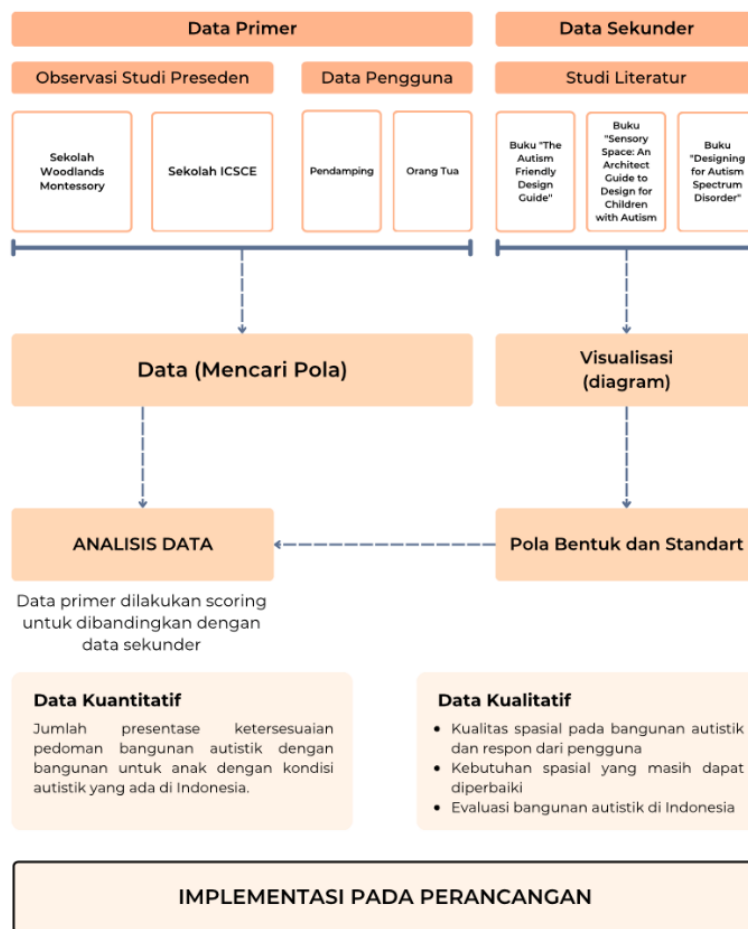 Data Primer
Data Sekunder
Observasi Studi Preseden
Data Pengguna
Studi Literatur
Sekolah
Woodlands
Montessory
Sekolah ICSCE
Pendamping
Orang Tua
Buku "The
Autism
Friendly
Design
Guide"
Buku
"Sensory
Space: An
Architect
Guide to
Design for
Children
with Autism
Buku
"Designing
for Autism
Spectrum
Disorder"
Data (Mencari Pola)
Visualisasi
(diagram)
ANALISIS DATA
Pola Bentuk dan Standart
Data primer dilakukan scoring
untuk dibandingkan dengan
data sekunder
Data Kuantitatif
Jumlah presentase ketersesuaian
pedoman bangunan autistik dengan
bangunan untuk anak dengan kondisi
autistik yang ada di Indonesia.
Data Kualitatif
• Kualitas spasial pada bangunan autistik
dan respon dari pengguna
• Kebutuhan spasial yang masih dapat
diperbaiki
• Evaluasi bangunan autistik di Indonesia
IMPLEMENTASI PADA PERANCANGAN